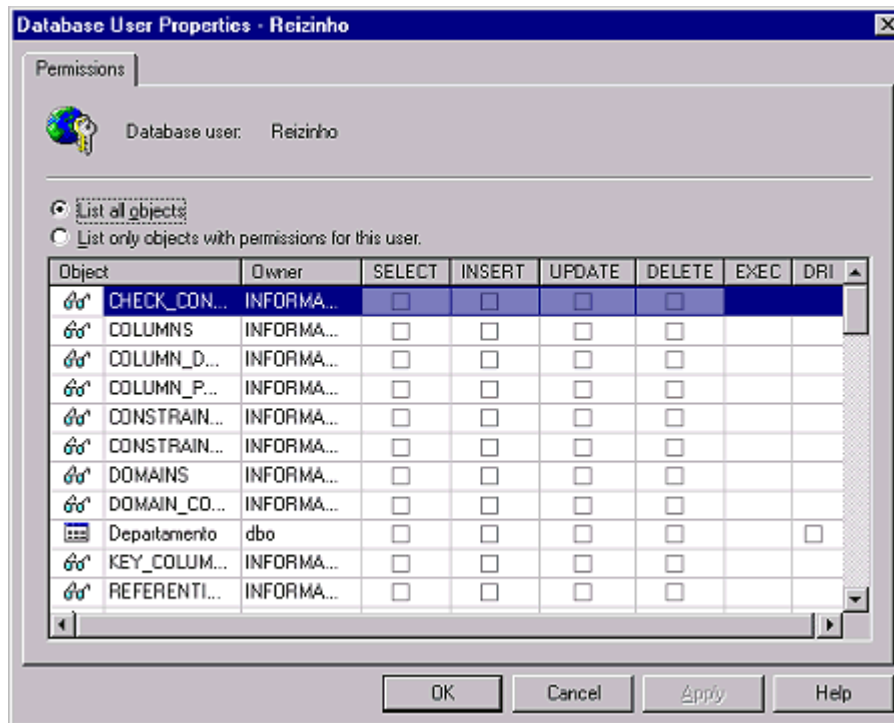 Database User Properties - Reizinho
Permissions
Database user: Reizinho
List all objects
List only objects with permissions for this user.
Object Owner SELECT INSERT UPDATE DELETE EXEC DRI
CHECK_CON... INFORMA...
COLUMNS INFORMA...
COLUMN_D... INFORMA...
COLUMN_P... INFORMA...
CONSTRAIN... INFORMA...
CONSTRAIN... INFORMA...
DOMAINS INFORMA...
DOMAIN_CO... INFORMA...
Departamento dbo
KEY_COLUM... INFORMA...
REFERENTI... INFORMA...
OK Cancel Apply Help